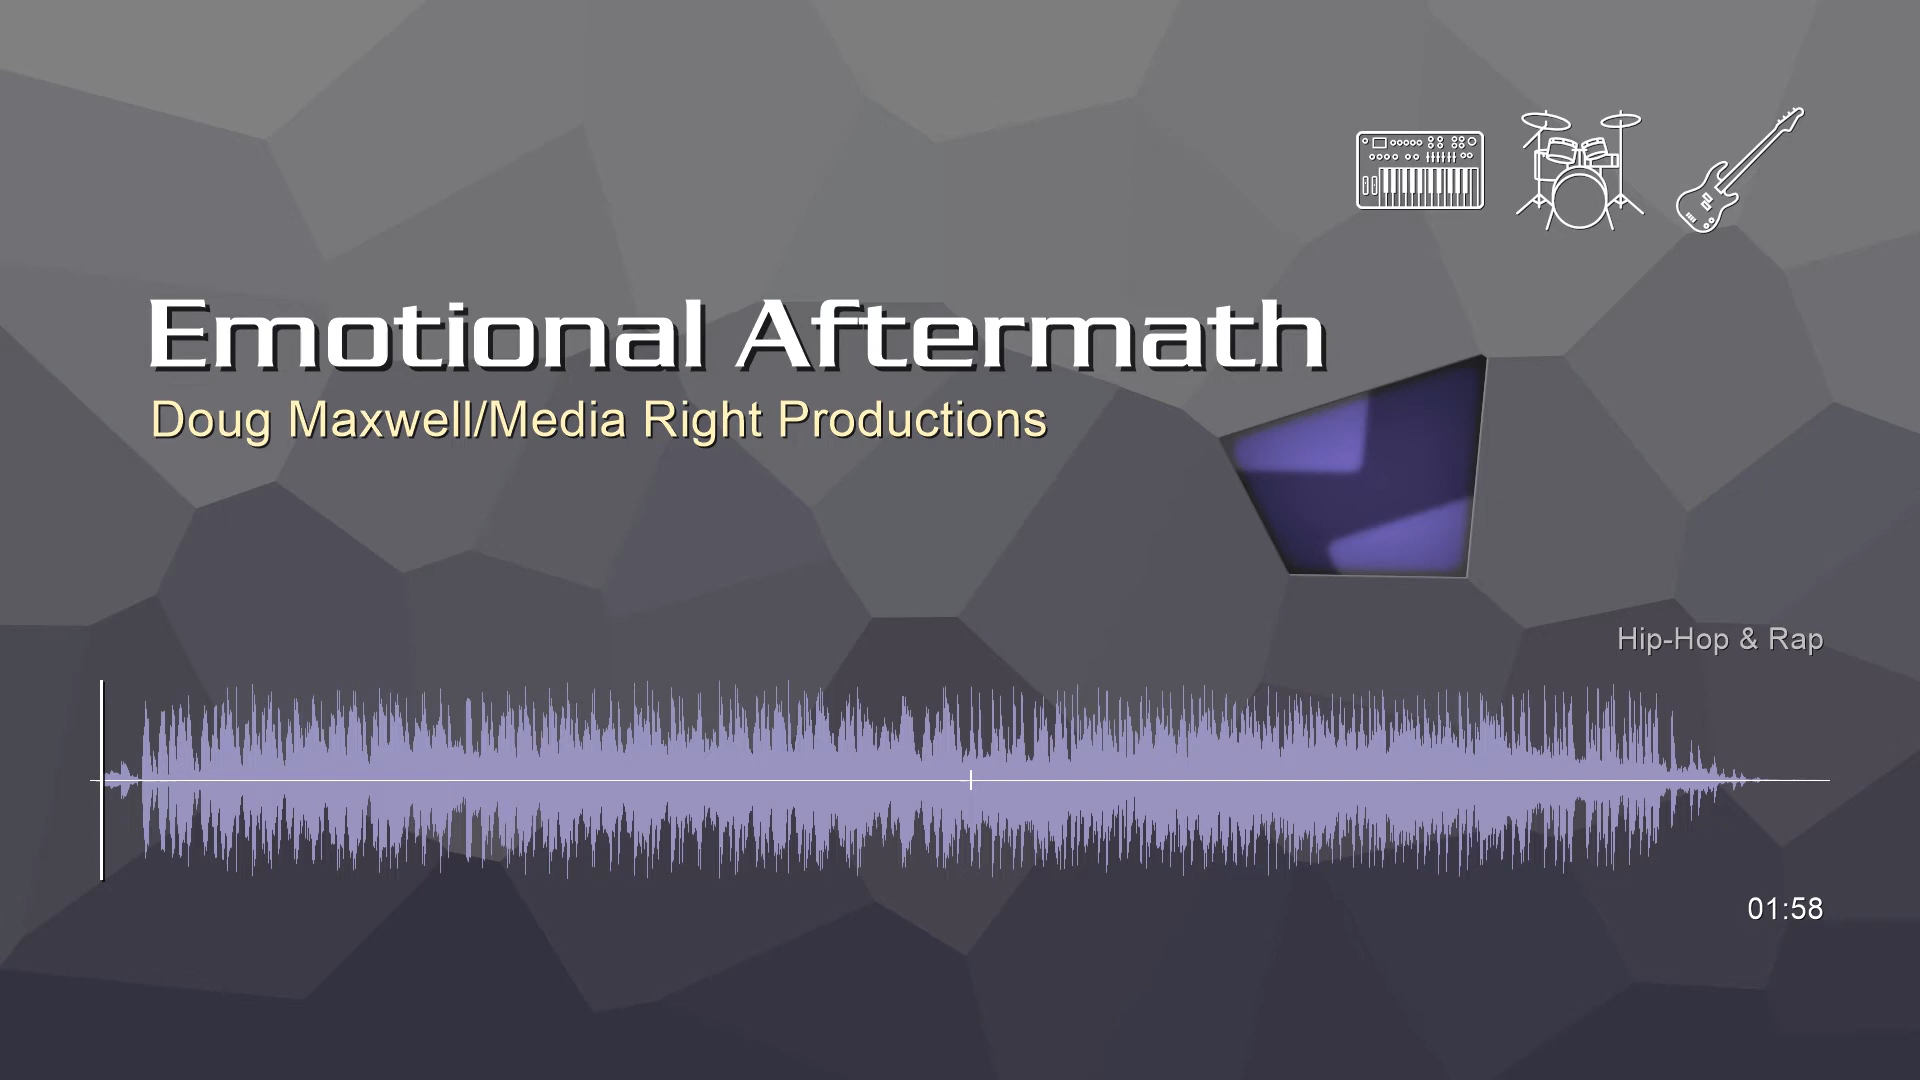 Emotional Aftermath
Doug Maxwell/Media Right Productions
Hip-Hop & Rap
01:58